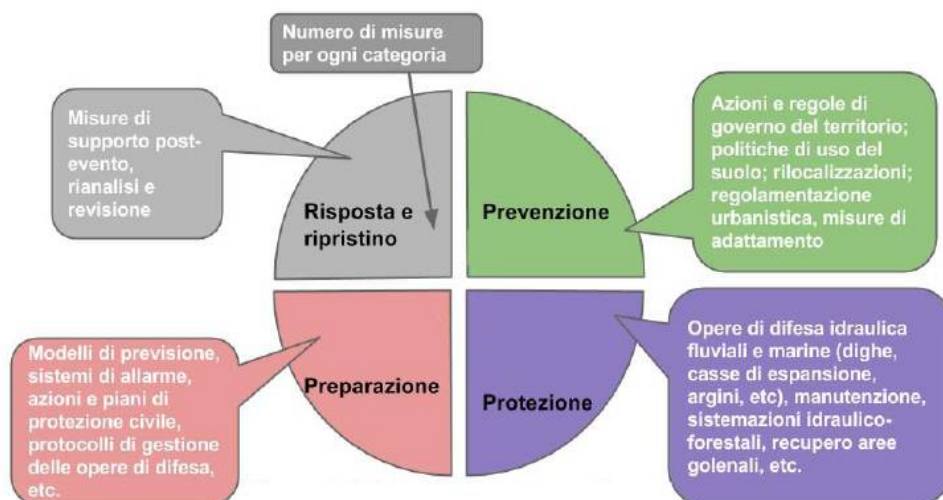 Numero di misure
per ogni categoria
Misure di
supporto post-
evento,
rianalisi e
revisione
Risposta e
ripristino
Prevenzione
Azioni e regole di
governo del territorio;
politiche di uso del
suolo; rilocalizzazioni;
regolamentazione
urbanistica, misure di
adattamento
Modelli di previsione,
sistemi di allarme,
azioni e piani di
protezione civile,
protocolli di gestione
delle opere di difesa,
etc.
Preparazione
Protezione
Opere di difesa idraulica
fluviali e marine (dighe,
casse di espansione,
argini, etc), manutenzione,
sistemazioni idraulico-
forestali, recupero aree
golenali, etc.